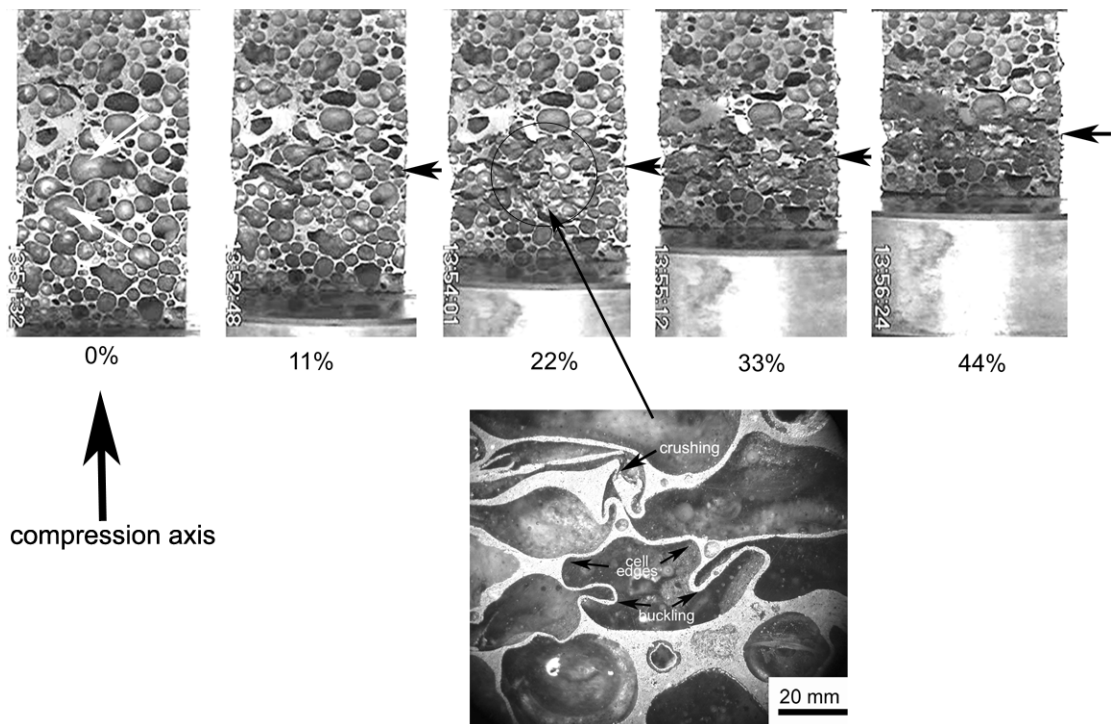 13:51:32
13:52:48
13:54:01
13:55:12
13:56:24
0%
11%
22%
33%
44%
compression axis
crushing
cell
edges
buckling
20 mm